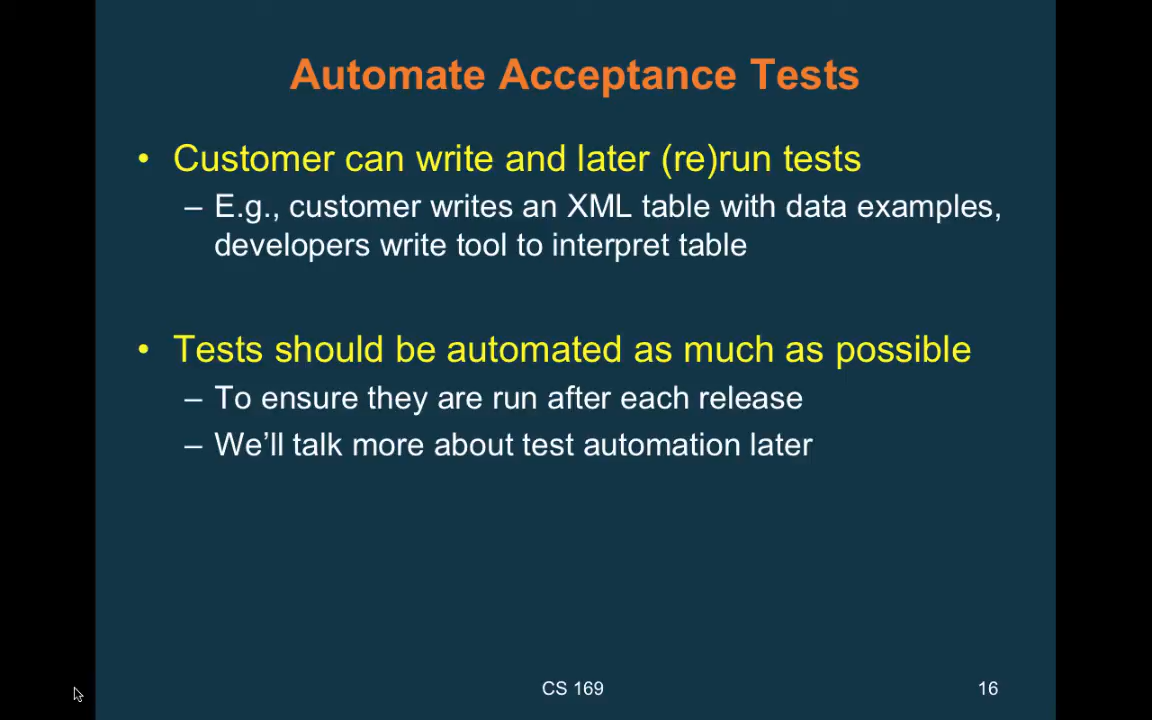 Automate Acceptance Tests
• Customer can write and later (re)run tests
– E.g., customer writes an XML table with data examples,
developers write tool to interpret table
• Tests should be automated as much as possible
– To ensure they are run after each release
– We’ll talk more about test automation later
CS 169
16